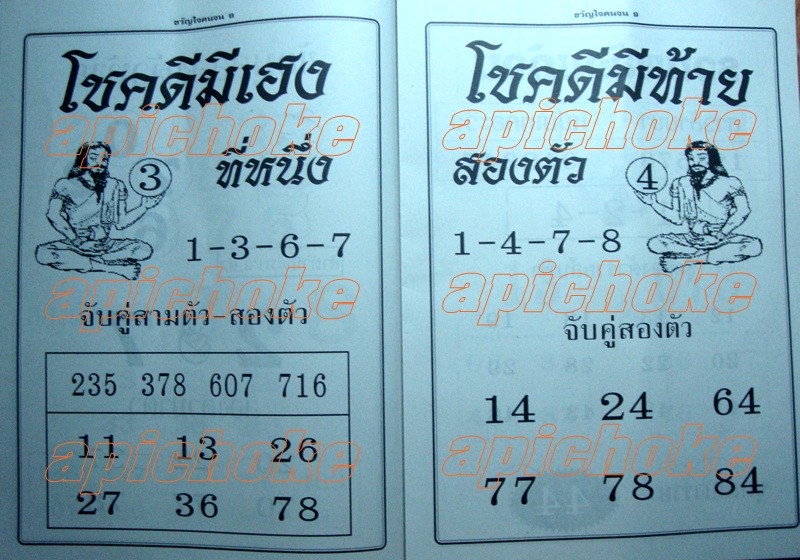 ขวัญใจคนจน ๘
โชคดีมีเฮง
ที่หนึ่ง
3
1-3-6-7
จับคู่สามตัว-สองตัว
235 378 607 716
11 13 26
27 36 78
apichoke
apichoke
apichoke
ขวัญใจคนจน ๑
โชคดีมีท้าย
สองตัว
4
1-4-7-8
จับคู่สองตัว
14 24 64
77 78 84
apichoke
apichoke
apichoke